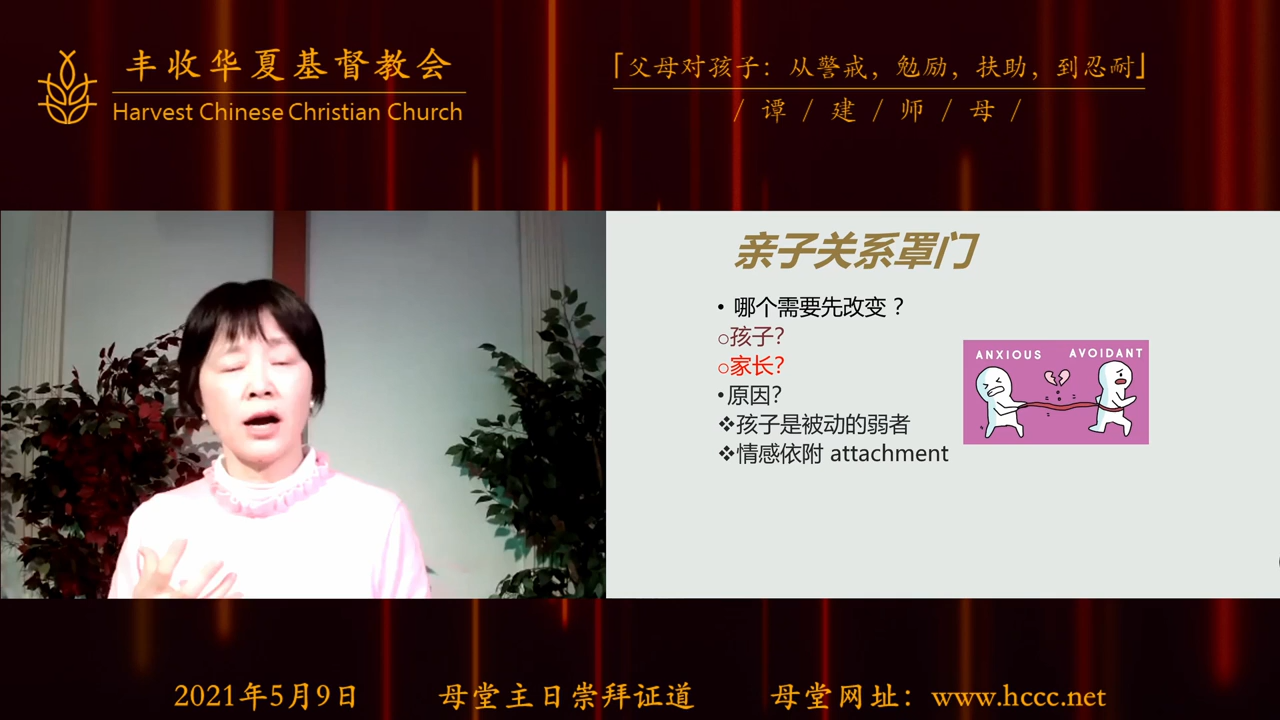 丰收华夏基督教会
Harvest Chinese Christian Church
「父母对孩子：从警戒，勉励，扶助，到忍耐」
/ 谭 / 建 / 师 / 母 /
亲子关系罩门
• 哪个需要先改变？
○孩子?
○家长?
•原因?
❖孩子是被动的弱者
❖情感依附 attachment
ANXIOUS AVOIDANT
2021年5月9日 母堂主日崇拜证道 母堂网址：www.hccc.net